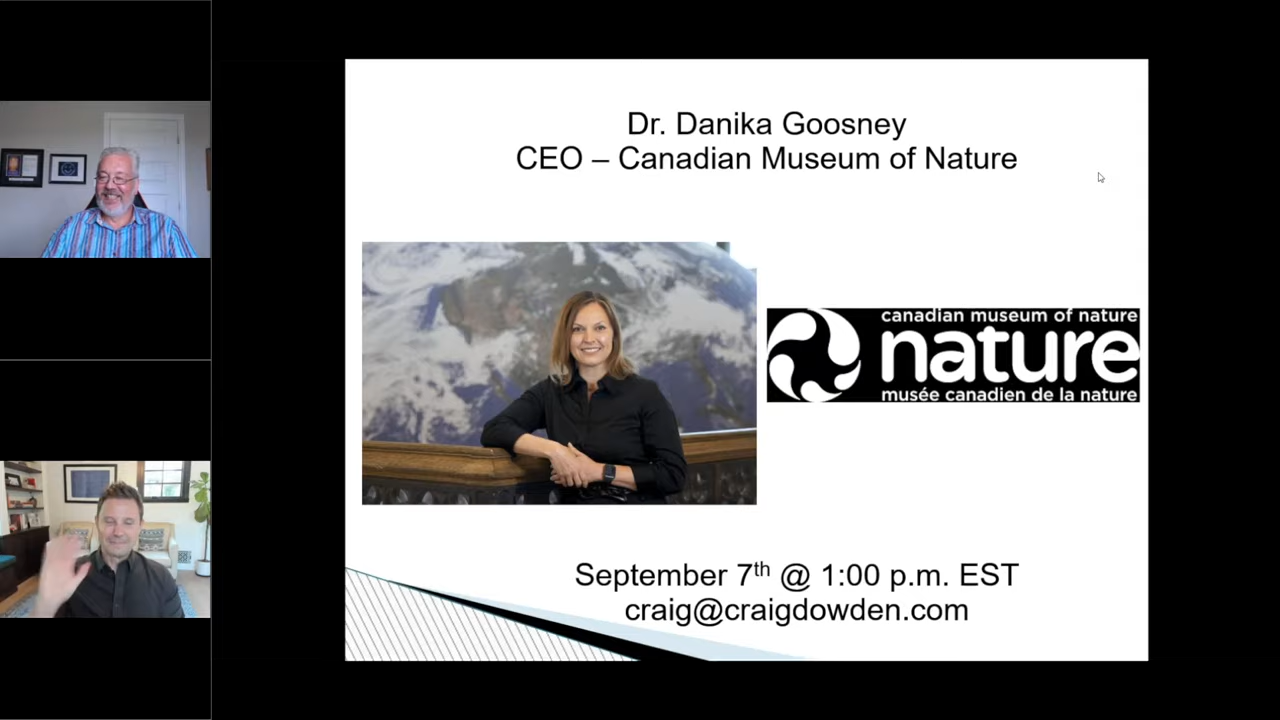 Dr. Danika Goosney
CEO – Canadian Museum of Nature
canadian museum of nature
nature
musée canadien de la nature
September 7th @ 1:00 p.m. EST
craig@craigdowden.com